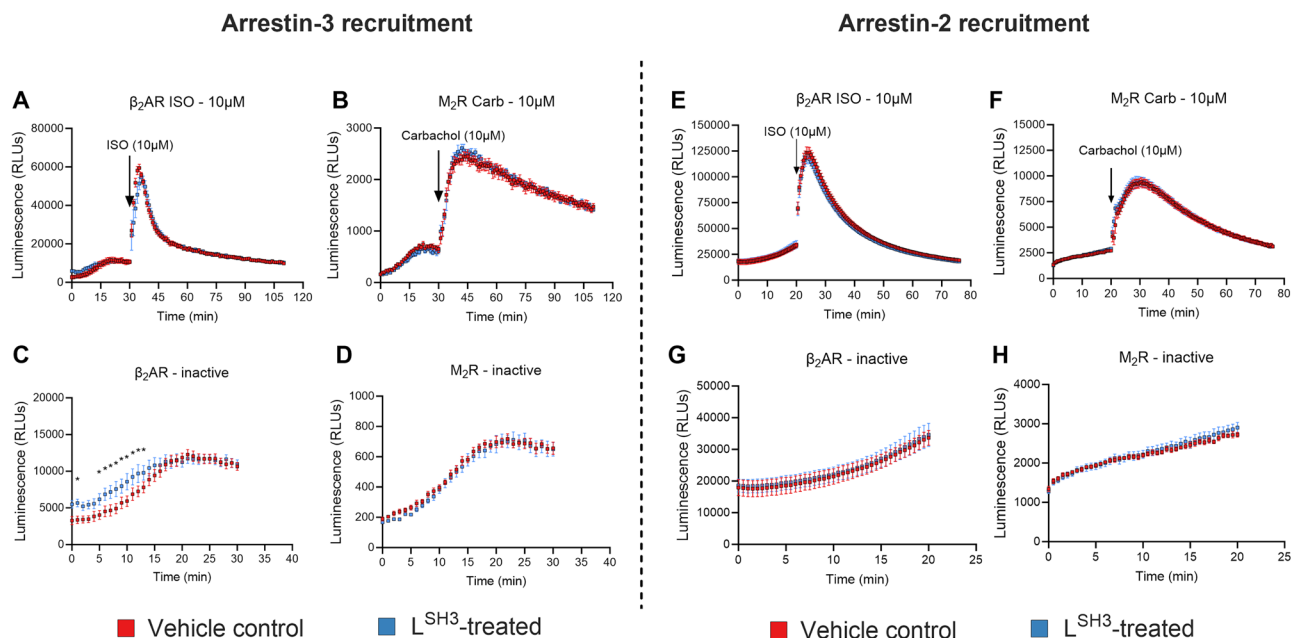 Arrestin-3 recruitment
Arrestin-2 recruitment
A
β₂AR ISO - 10μM
Luminescence (RLUs)
80000
60000
40000
20000
0
ISO (10μM)
0 15 30 45 60 75 90 105 120
Time (min)
B
M₂R Carb - 10μM
Luminescence (RLUs)
3000
2000
1000
0
Carbachol (10μM)
0 15 30 45 60 75 90 105 120
Time (min)
E
β₂AR ISO - 10μM
Luminescence (RLUs)
150000
125000
100000
75000
50000
25000
0
ISO (10μM)
0 10 20 30 40 50 60 70 80
Time (min)
F
M₂R Carb - 10μM
Luminescence (RLUs)
15000
12500
10000
7500
5000
2500
0
Carbachol (10μM)
0 10 20 30 40 50 60 70 80
Time (min)
C
β₂AR - inactive
Luminescence (RLUs)
20000
15000
10000
5000
0
* *********
0 5 10 15 20 25 30 35 40
Time (min)
D
M₂R - inactive
Luminescence (RLUs)
1000
800
600
400
200
0
0 5 10 15 20 25 30 35 40
Time (min)
G
β₂AR - inactive
Luminescence (RLUs)
50000
40000
30000
20000
10000
0
0 5 10 15 20 25
Time (min)
H
M₂R - inactive
Luminescence (RLUs)
4000
3000
2000
1000
0
0 5 10 15 20 25
Time (min)
Vehicle control
L^SH3-treated
Vehicle control
L^SH3-treated